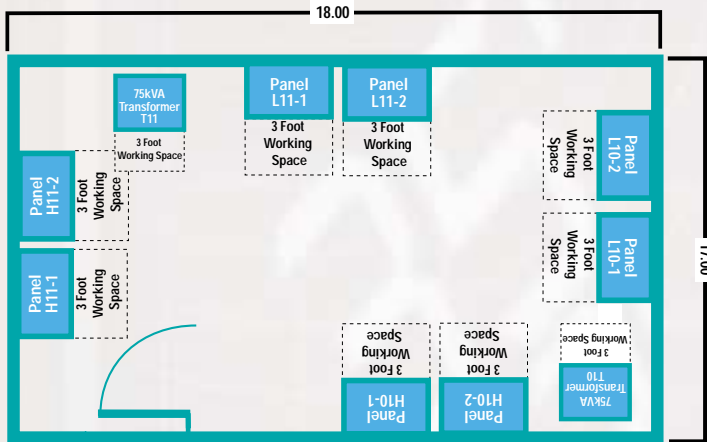 18.00
75kVA
Transformer
T11
3 Foot
Working Space
Panel
L11-1
3 Foot
Working
Space
Panel
L11-2
3 Foot
Working
Space
Panel
L10-2
3 Foot
Working
Space
Panel
H11-2
3 Foot
Working
Space
Panel
L10-1
3 Foot
Working
Space
17.00
Panel
H11-1
3 Foot
Working
Space
Panel
H10-1
3 Foot
Working
Space
Panel
H10-2
3 Foot
Working
Space
75kVA
Transformer
T10
3 Foot
Working Space